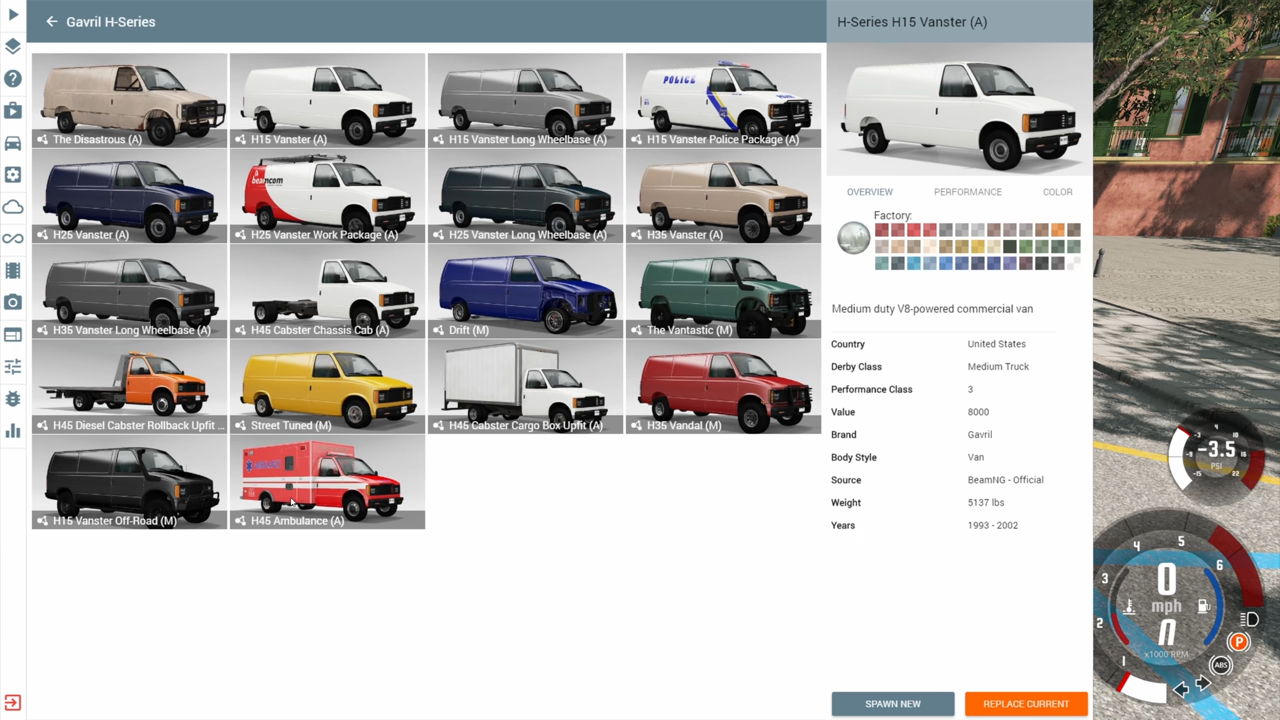 Gavril H-Series
H-Series H15 Vanster (A)
The Disastrous (A)
H15 Vanster (A)
H15 Vanster Long Wheelbase (A)
POLICE
H15 Vanster Police Package (A)
H25 Vanster (A)
beamcom
H25 Vanster Work Package (A)
H25 Vanster Long Wheelbase (A)
H35 Vanster (A)
H35 Vanster Long Wheelbase (A)
H45 Cabster Chassis Cab (A)
Drift (M)
The Vantastic (M)
H45 Diesel Cabster Rollback Upfit ...
Street Tuned (M)
H45 Cabster Cargo Box Upfit (A)
H35 Vandal (M)
H15 Vanster Off-Road (M)
H45 Ambulance (A)
OVERVIEW PERFORMANCE COLOR
Factory:
Medium duty V8-powered commercial van
Country United States
Derby Class Medium Truck
Performance Class 3
Value 8000
Brand Gavril
Body Style Van
Source BeamNG - Official
Weight 5137 lbs
Years 1993 - 2002
SPAWN NEW REPLACE CURRENT
-3.5
PSI
-15 22
1 2 3 4 5 6
0
mph
n
x1000 RPM
P
ABS